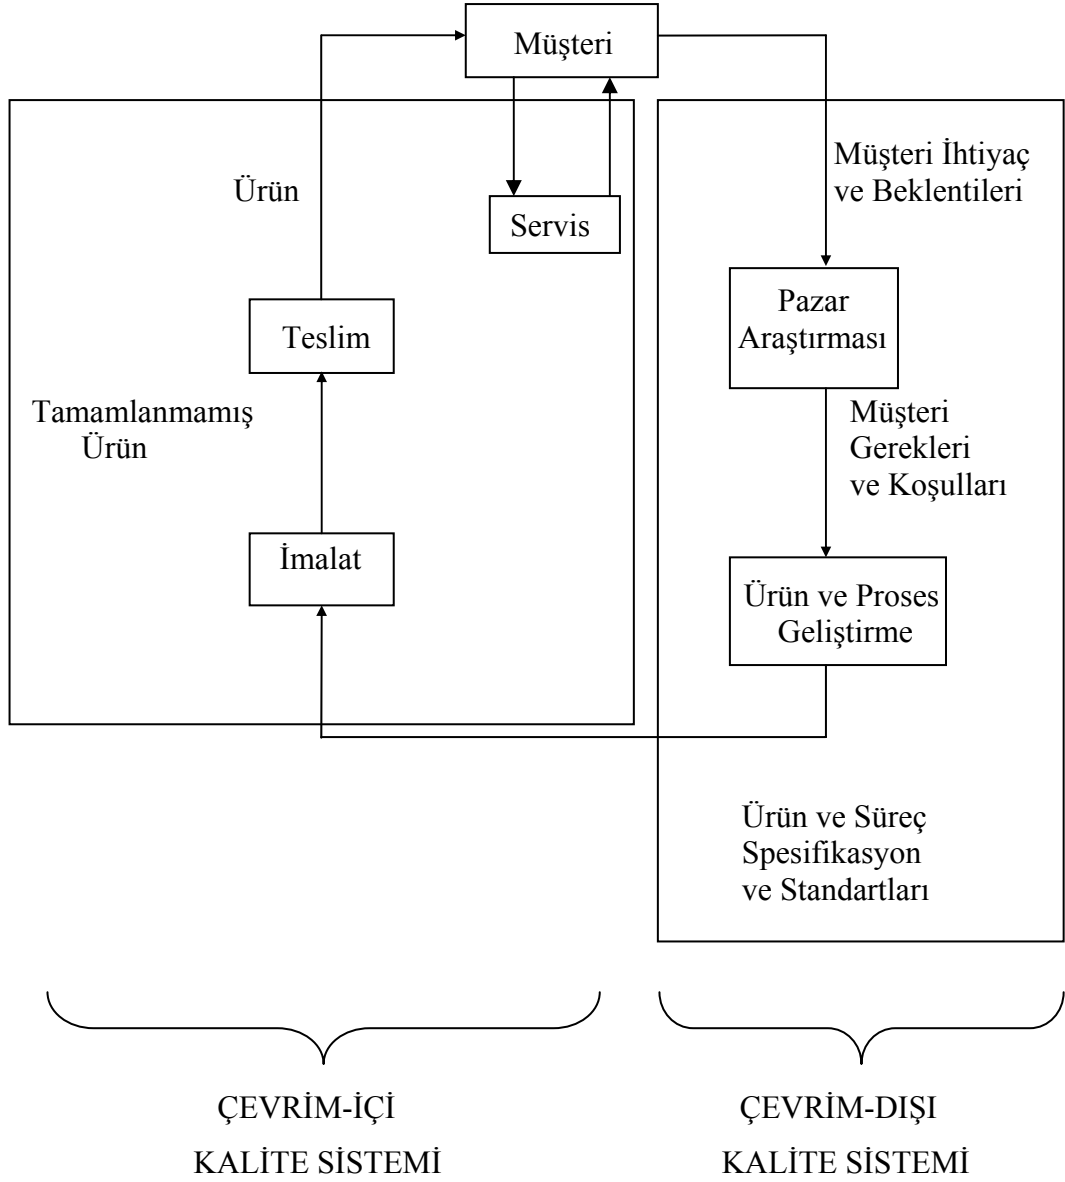 Müşteri
Ürün
Servis
Teslim
Tamamlanmamış
Ürün
İmalat
Müşteri İhtiyaç
ve Beklentileri
Pazar
Araştırması
Müşteri
Gerekleri
ve Koşulları
Ürün ve Proses
Geliştirme
Ürün ve Süreç
Spesifikasyon
ve Standartları
ÇEVRİM-İÇİ
KALİTE SİSTEMİ
ÇEVRİM-DIŞI
KALİTE SİSTEMİ